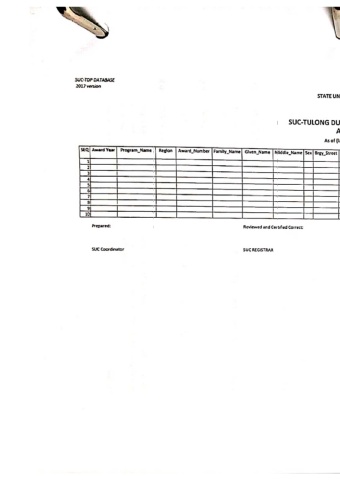 SUC-TDP DATABASE
2017 version
STATE UN
SUC-TULONG DU
A
As of (
SEQ Award Year Program_Name Region Award_Number Family_Name Given_Name Middle_Name Sex Brgy_Street
1
2
3
4
5
6
7
8
9
10
Prepared: Reviewed and Certified Correct:
SUC Coordinator SUC REGISTRAR